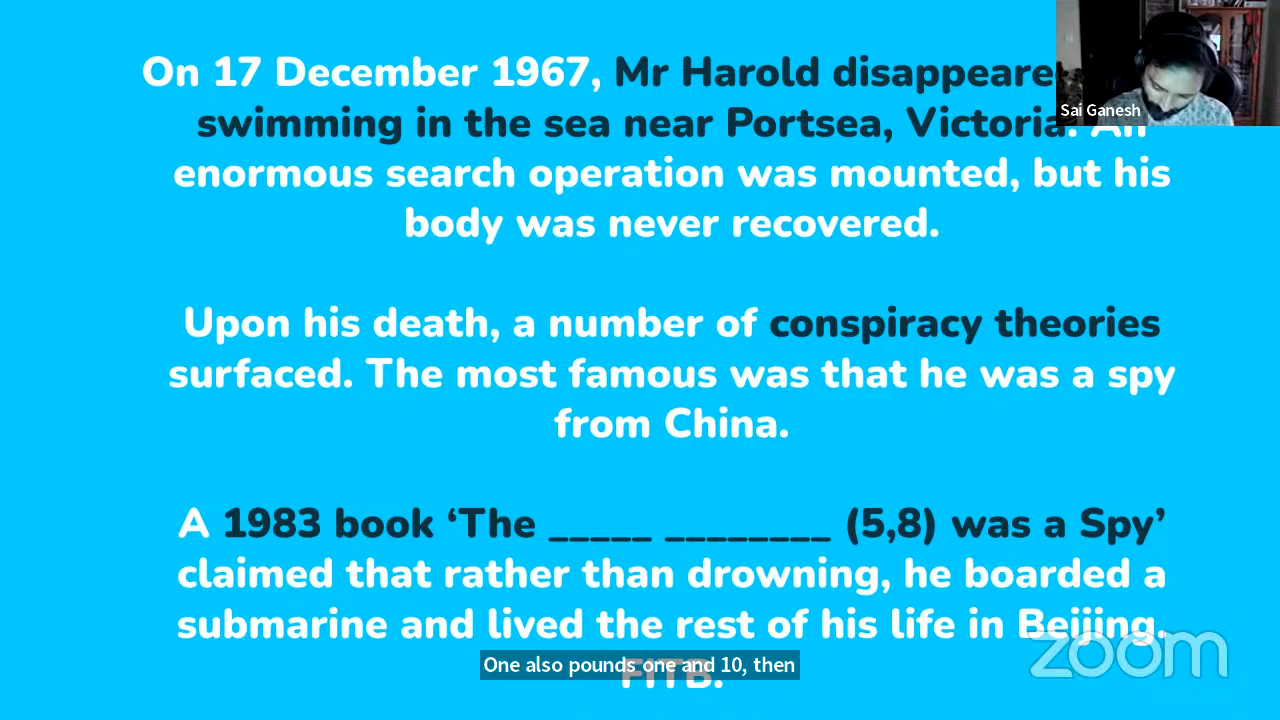 On 17 December 1967, Mr Harold disappeare
swimming in the sea near Portsea, Victoria. An
enormous search operation was mounted, but his
body was never recovered.
Upon his death, a number of conspiracy theories
surfaced. The most famous was that he was a spy
from China.
A 1983 book ‘The _____ ________ (5,8) was a Spy’
claimed that rather than drowning, he boarded a
submarine and lived the rest of his life in Beijing.
FITB.
Sai Ganesh
One also pounds one and 10, then
zoom